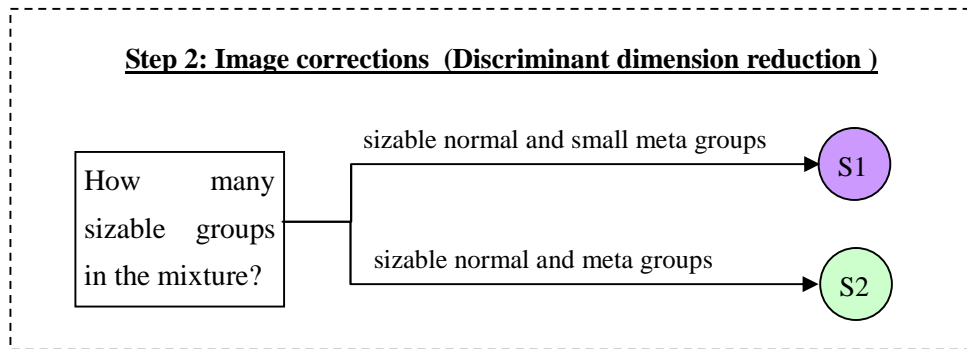 Step 2: Image corrections (Discriminant dimension reduction )
sizable normal and small meta groups
S1
How many
sizable groups
in the mixture?
sizable normal and meta groups
S2